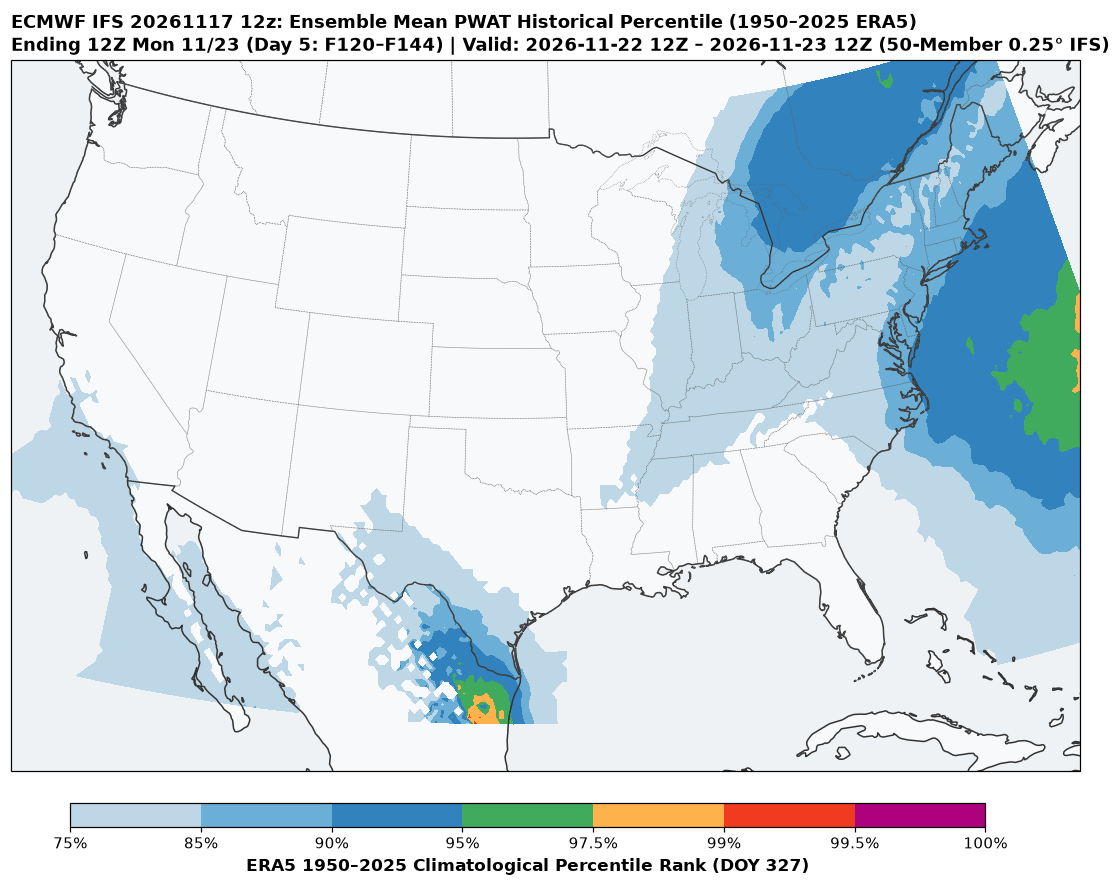 ECMWF IFS 20261117 12z: Ensemble Mean PWAT Historical Percentile (1950–2025 ERA5)
Ending 12Z Mon 11/23 (Day 5: F120–F144) | Valid: 2026-11-22 12Z – 2026-11-23 12Z (50-Member 0.25° IFS)
75% 85% 90% 95% 97.5% 99% 99.5% 100%
ERA5 1950–2025 Climatological Percentile Rank (DOY 327)